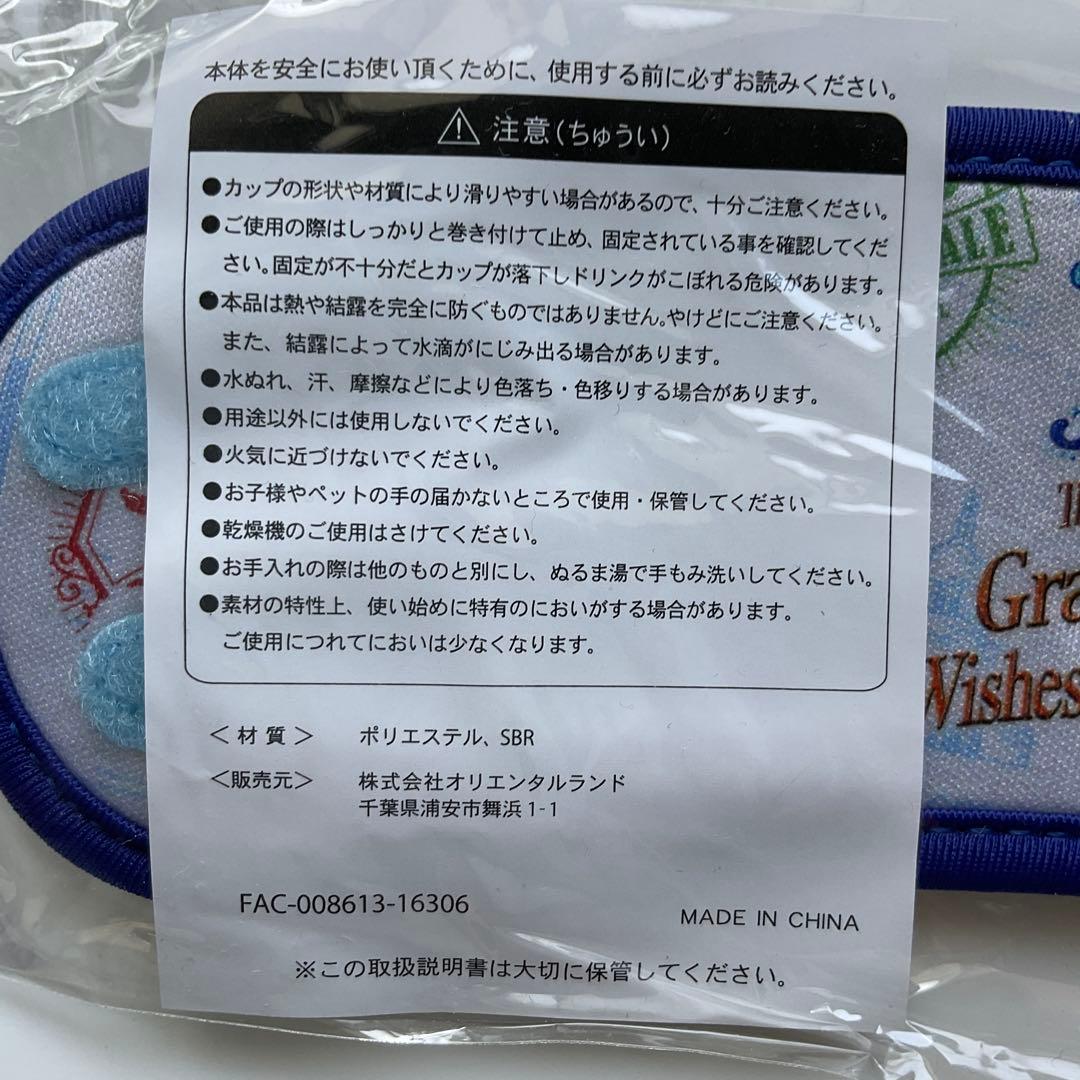 本体を安全にお使い頂くために、使用する前に必ずお読みください。
注意(ちゅうい)
●カップの形状や材質により滑りやすい場合があるので、十分ご注意ください。
●ご使用の際はしっかりと巻き付けて止め、固定されている事を確認してくだ
さい。固定が不十分だとカップが落下しドリンクがこぼれる危険があります。
●本品は熱や結露を完全に防ぐものではありません。やけどにご注意ください。
また、結露によって水滴がにじみ出る場合があります。
●水ぬれ、汗、摩擦などにより色落ち・色移りする場合があります。
●用途以外には使用しないでください。
●火気に近づけないでください。
●お子様やペットの手の届かないところで使用・保管してください。
●乾燥機のご使用はさけてください。
●お手入れの際は他のものと別にし、ぬるま湯で手もみ洗いしてください。
●素材の特性上、使い始めに特有のにおいがする場合があります。
ご使用につれてにおいは少なくなります。
＜材質＞ ポリエステル、SBR
＜販売元＞ 株式会社オリエンタルランド
千葉県浦安市舞浜1-1
FAC-008613-16306
MADE IN CHINA
※この取扱説明書は大切に保管してください。
Gra
Wishes